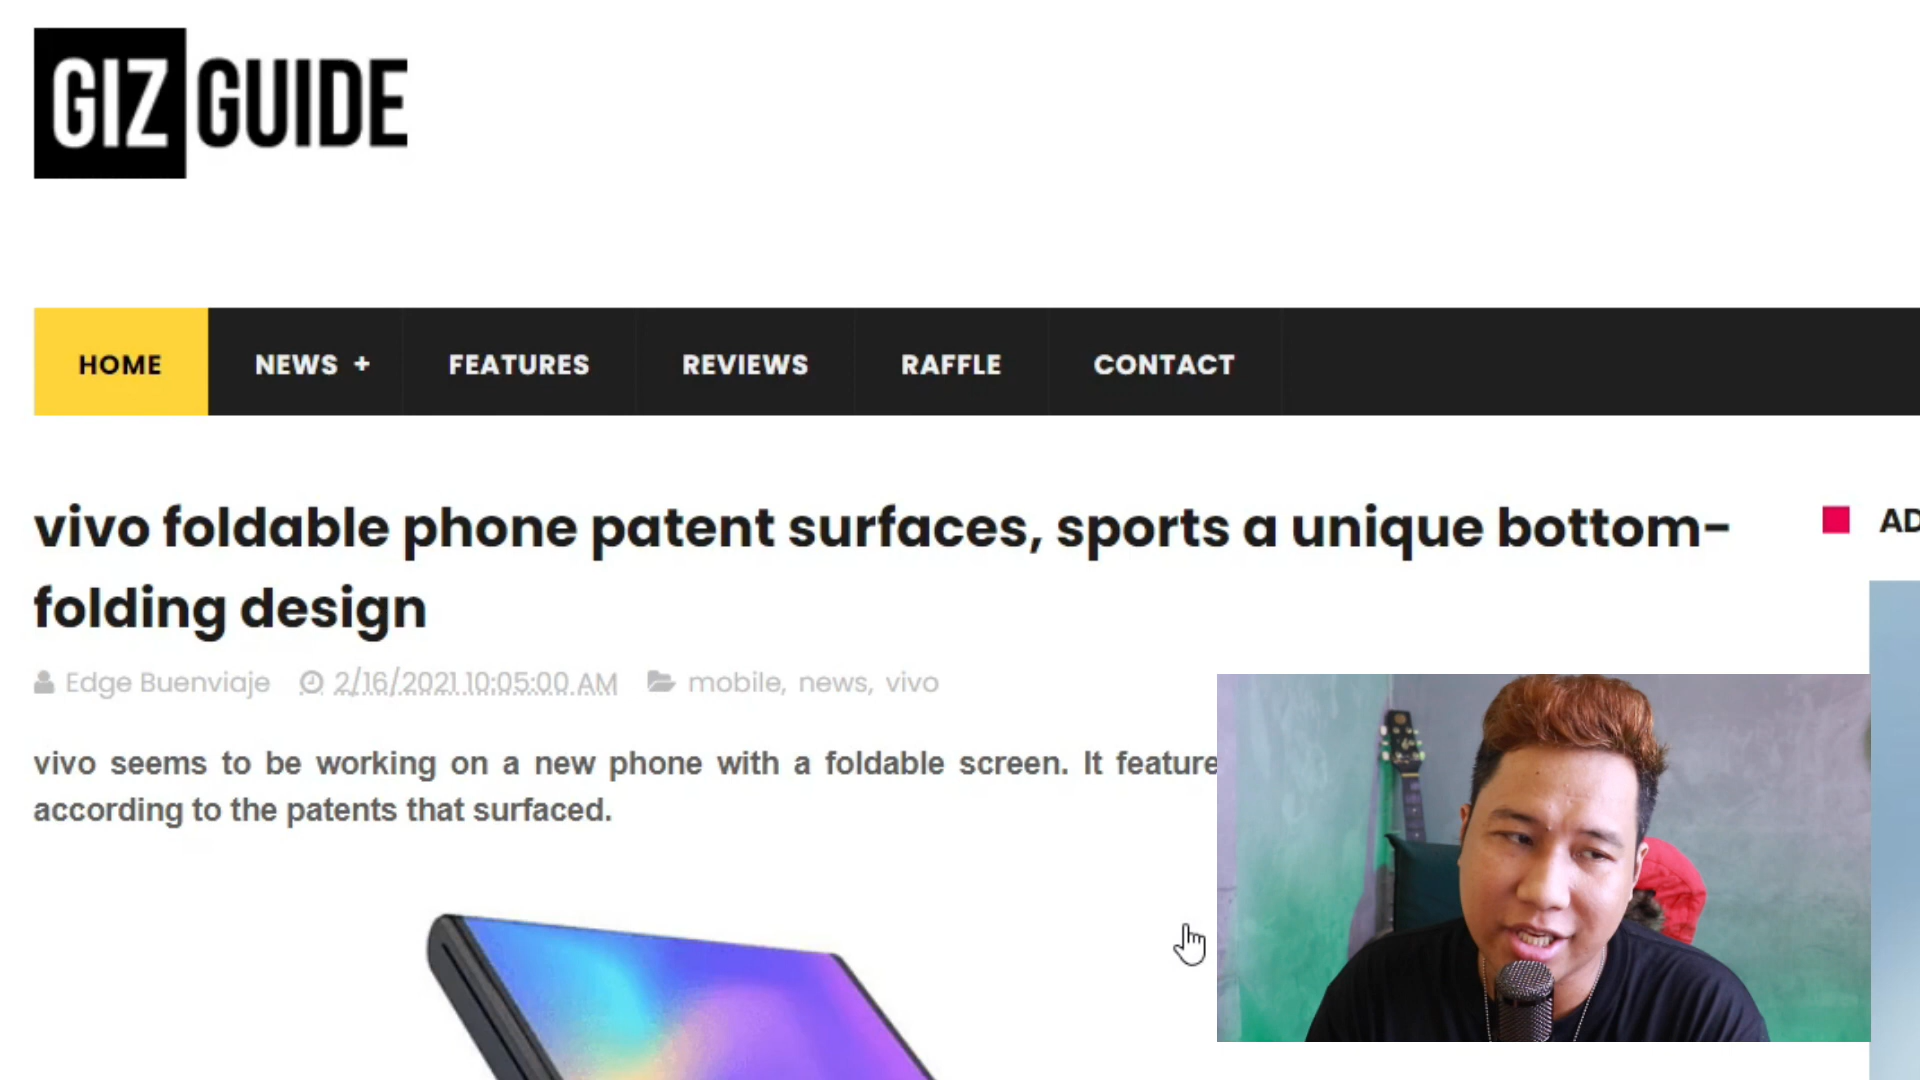 GIZ GUIDE
HOME NEWS + FEATURES REVIEWS RAFFLE CONTACT
vivo foldable phone patent surfaces, sports a unique bottom-
folding design
AD
Edge Buenviaje 2/16/2021 10:05:00 AM mobile, news, vivo
vivo seems to be working on a new phone with a foldable screen. It feature
according to the patents that surfaced.